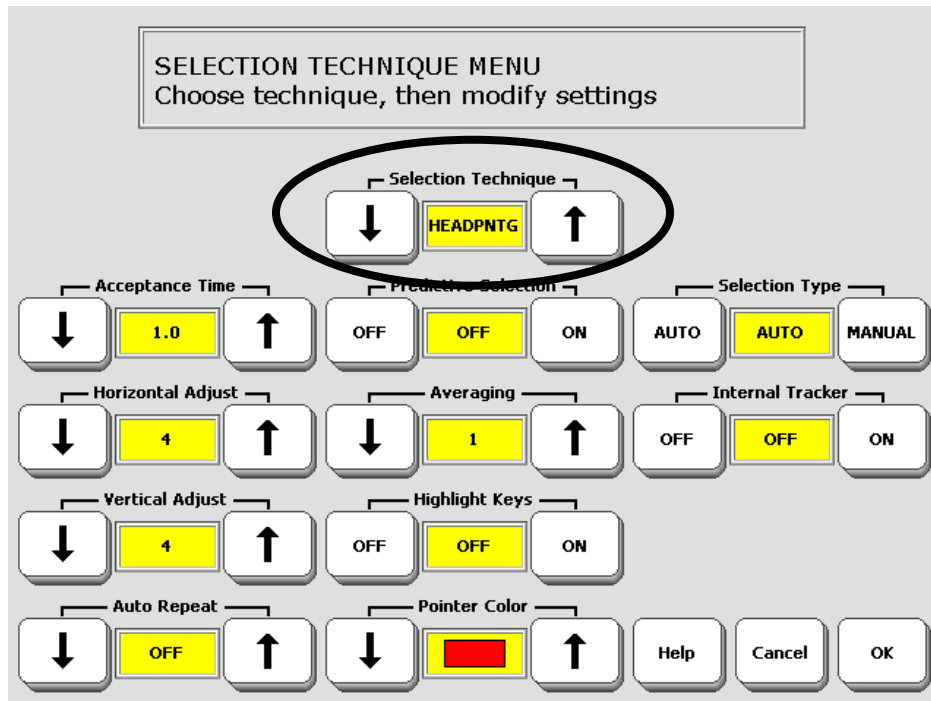 SELECTION TECHNIQUE MENU
Choose technique, then modify settings
Selection Technique
HEADPNTG
Acceptance Time
Predictive Selection
Selection Type
1.0
OFF
OFF
ON
AUTO
AUTO
MANUAL
Horizontal Adjust
Averaging
Internal Tracker
4
1
OFF
OFF
ON
Vertical Adjust
Highlight Keys
4
OFF
OFF
ON
Auto Repeat
Pointer Color
OFF
Help
Cancel
OK